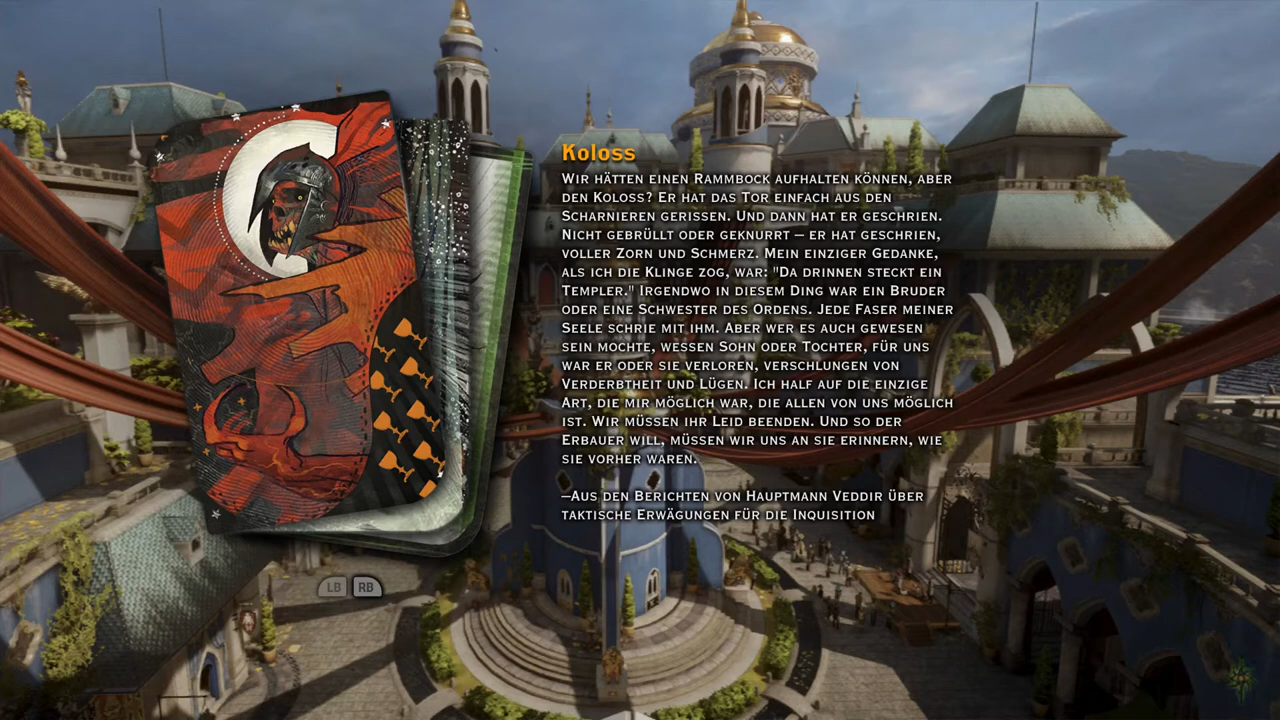 Koloss
Wir hätten einen Rammbock aufhalten können, aber
den Koloss? Er hat das Tor einfach aus den
Scharnieren gerissen. Und dann hat er geschrien.
Nicht gebrüllt oder geknurrt – er hat geschrien,
voller Zorn und Schmerz. Mein einziger Gedanke,
als ich die Klinge zog, war: "Da drinnen steckt ein
Templer." Irgendwo in diesem Ding war ein Bruder
oder eine Schwester des Ordens. Jede Faser meiner
Seele schrie mit ihm. Aber wer es auch gewesen
sein mochte, wessen Sohn oder Tochter, für uns
war er oder sie verloren, verschlungen von
Verderbtheit und Lügen. Ich half auf die einzige
Art, die mir möglich war, die allen von uns möglich
ist. Wir müssen ihr Leid beenden. Und so der
Erbauer will, müssen wir uns an sie erinnern, wie
sie vorher waren.
–Aus den Berichten von Hauptmann Veddir über
taktische Erwägungen für die Inquisition
LB RB